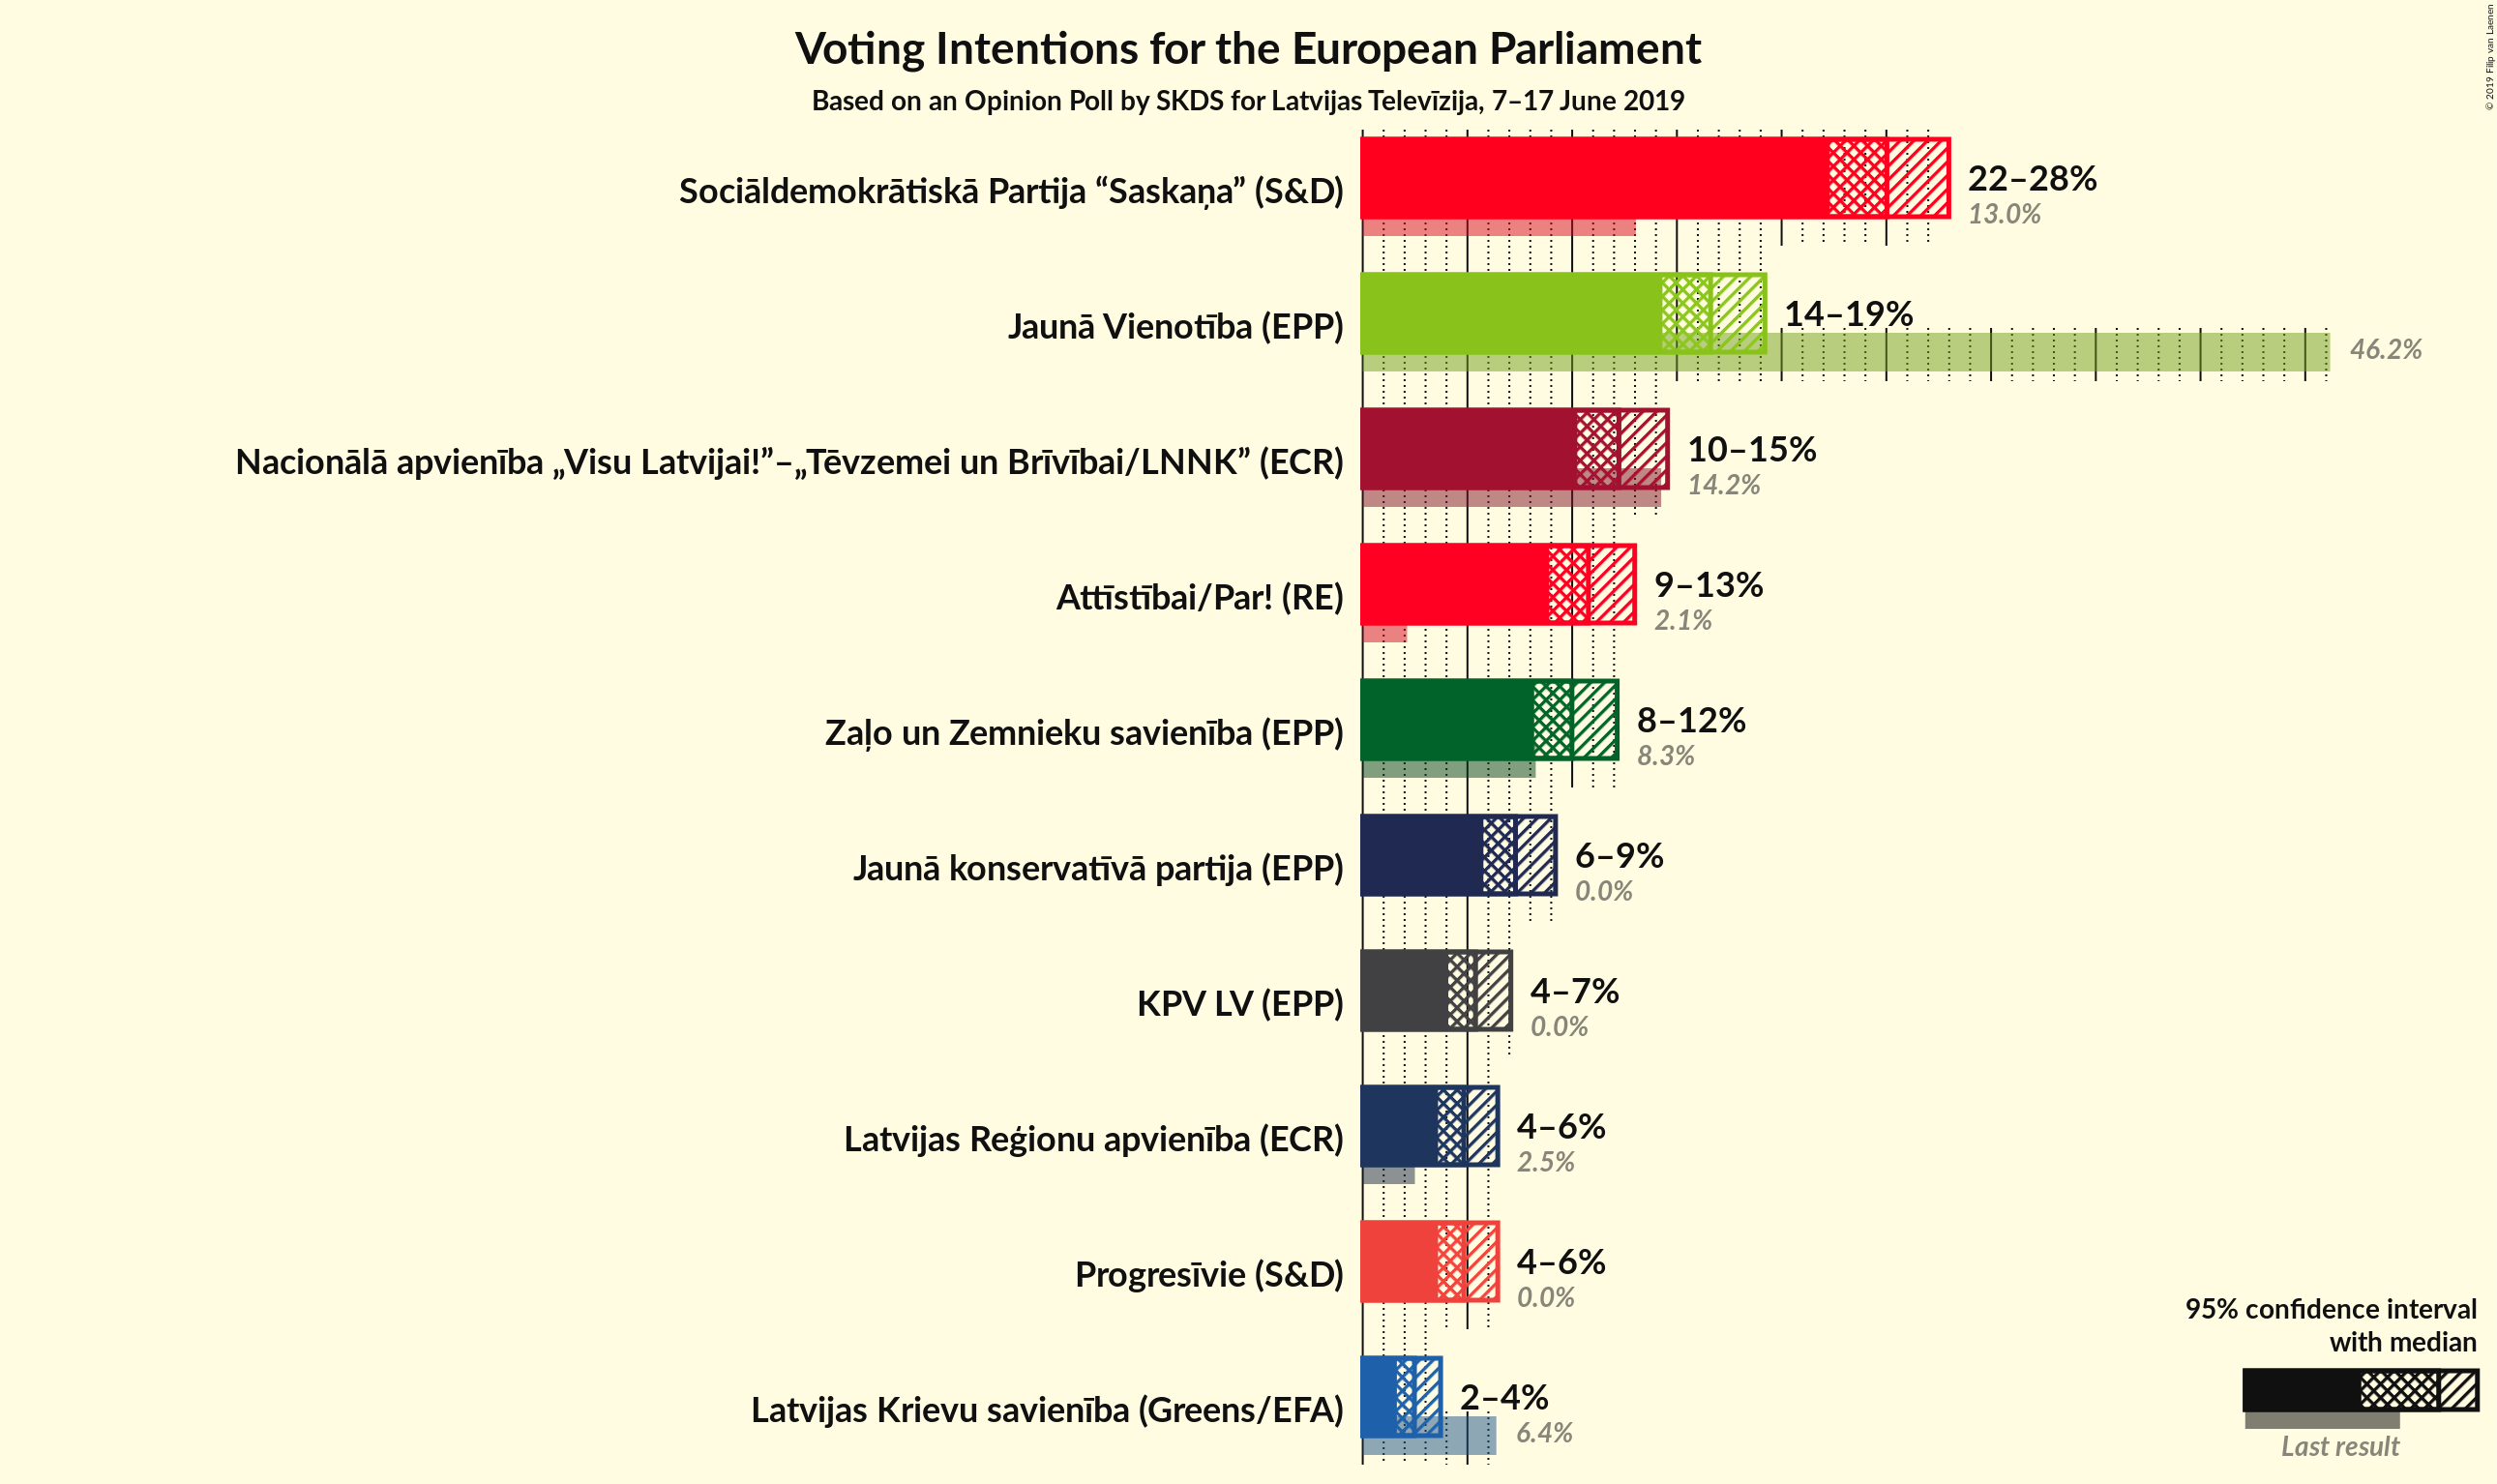 Voting Intentions for the European Parliament
Based on an Opinion Poll by SKDS for Latvijas Televīzija, 7–17 June 2019
© 2019 Filip van Laenen
Sociāldemokrātiskā Partija “Saskaņa” (S&D)
22–28%
13.0%
Jaunā Vienotība (EPP)
14–19%
46.2%
Nacionālā apvienība „Visu Latvijai!”–„Tēvzemei un Brīvībai/LNNK” (ECR)
10–15%
14.2%
Attīstībai/Par! (RE)
9–13%
2.1%
Zaļo un Zemnieku savienība (EPP)
8–12%
8.3%
Jaunā konservatīvā partija (EPP)
6–9%
0.0%
KPV LV (EPP)
4–7%
0.0%
Latvijas Reģionu apvienība (ECR)
4–6%
2.5%
Progresīvie (S&D)
4–6%
0.0%
Latvijas Krievu savienība (Greens/EFA)
2–4%
6.4%
95% confidence interval
with median
Last result